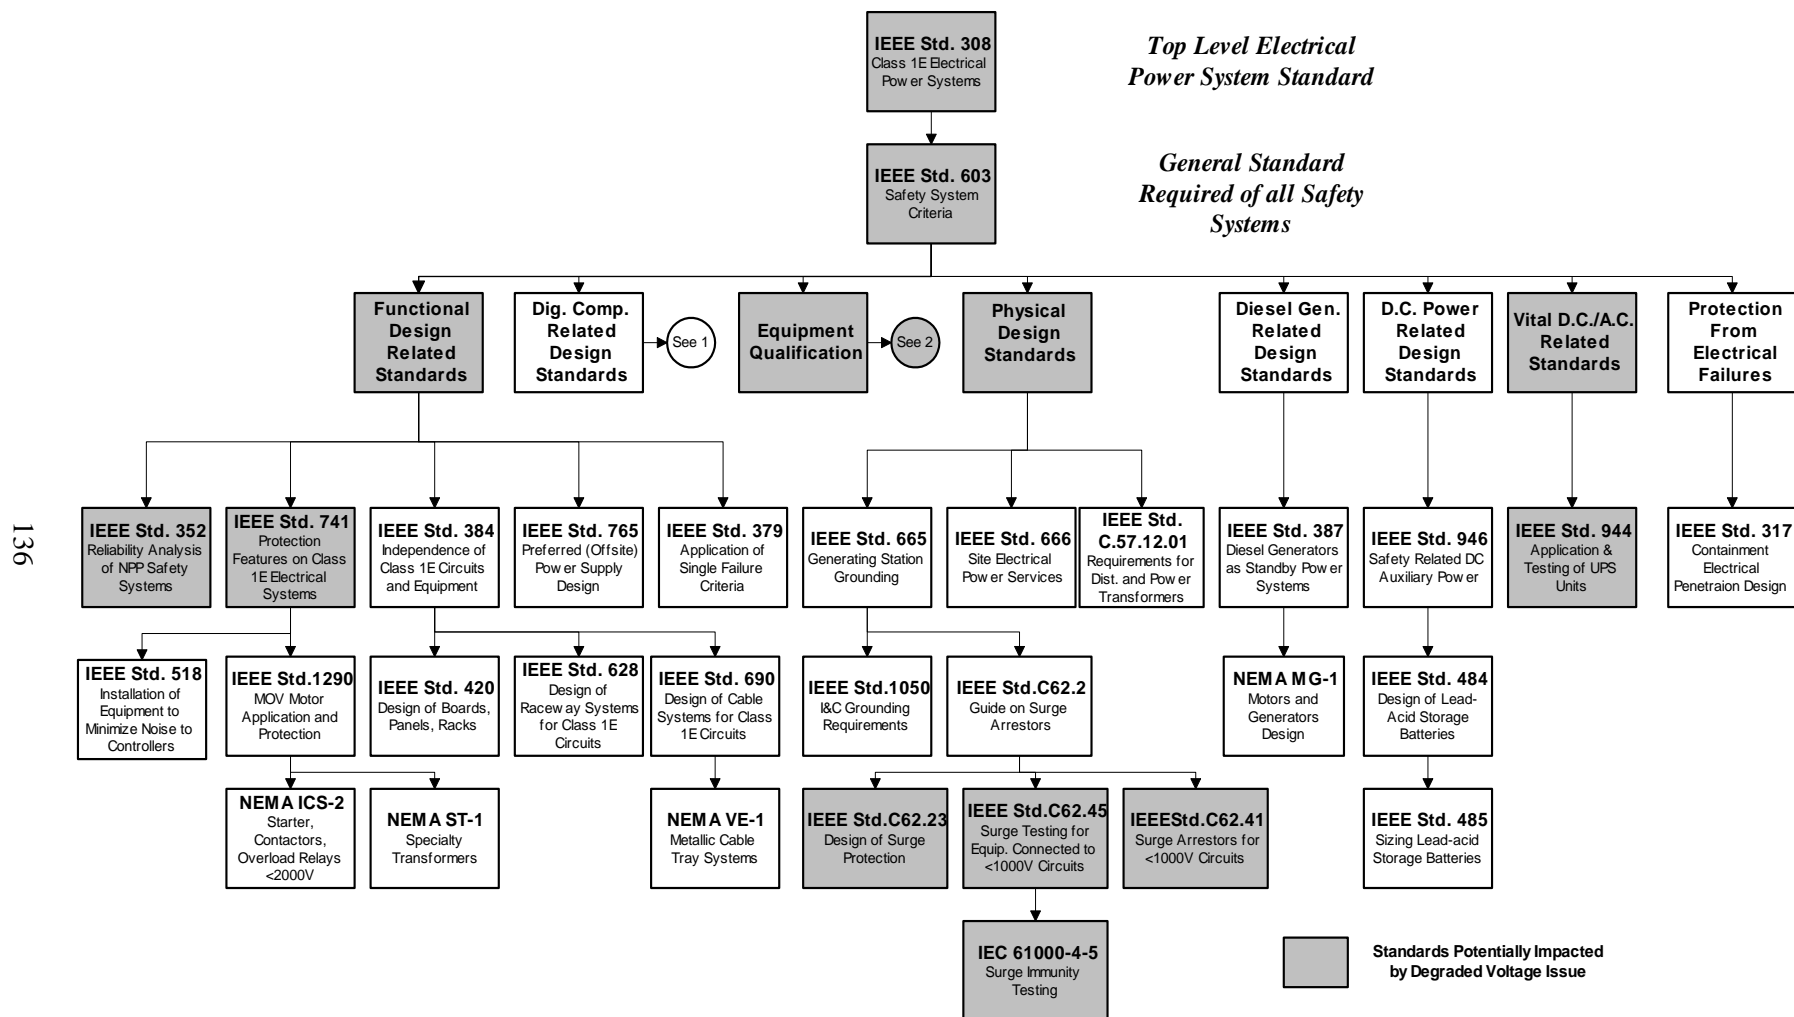 IEEE Std. 308
Class 1E Electrical
Power Systems
Top Level Electrical
Power System Standard
IEEE Std. 603
Safety System
Criteria
General Standard
Required of all Safety
Systems
Functional
Design
Related
Standards
Dig. Comp.
Related
Design
Standards
See 1
Equipment
Qualification
See 2
Physical
Design
Standards
Diesel Gen.
Related
Design
Standards
D.C. Power
Related
Design
Standards
Vital D.C./A.C.
Related
Standards
Protection
From
Electrical
Failures
136
IEEE Std. 352
Reliability Analysis
of NPP Safety
Systems
IEEE Std. 741
Protection
Features on Class
1E Electrical
Systems
IEEE Std. 384
Independence of
Class 1E Circuits
and Equipment
IEEE Std. 765
Preferred (Offsite)
Power Supply
Design
IEEE Std. 379
Application of
Single Failure
Criteria
IEEE Std. 665
Generating Station
Grounding
IEEE Std. 666
Site Electrical
Power Services
IEEE Std.
C.57.12.01
Requirements for
Dist. and Power
Transformers
IEEE Std. 387
Diesel Generators
as Standby Power
Systems
IEEE Std. 946
Safety Related DC
Auxiliary Power
IEEE Std. 944
Application &
Testing of UPS
Units
IEEE Std. 317
Containment
Electrical
Penetraion Design
IEEE Std. 518
Installation of
Equipment to
Minimize Noise to
Controllers
IEEE Std.1290
MOV Motor
Application and
Protection
IEEE Std. 420
Design of Boards,
Panels, Racks
IEEE Std. 628
Design of
Raceway Systems
for Class 1E
Circuits
IEEE Std. 690
Design of Cable
Systems for Class
1E Circuits
IEEE Std.1050
I&C Grounding
Requirements
IEEE Std.C62.2
Guide on Surge
Arrestors
NEMA MG-1
Motors and
Generators
Design
IEEE Std. 484
Design of Lead-
Acid Storage
Batteries
NEMA ICS-2
Starter,
Contactors,
Overload Relays
<2000V
NEMA ST-1
Specialty
Transformers
NEMA VE-1
Metallic Cable
Tray Systems
IEEE Std.C62.23
Design of Surge
Protection
IEEE Std.C62.45
Surge Testing for
Equip. Connected to
<1000V Circuits
IEEEStd.C62.41
Surge Arrestors for
<1000V Circuits
IEEE Std. 485
Sizing Lead-acid
Storage Batteries
IEC 61000-4-5
Surge Immunity
Testing
Standards Potentially Impacted
by Degraded Voltage Issue